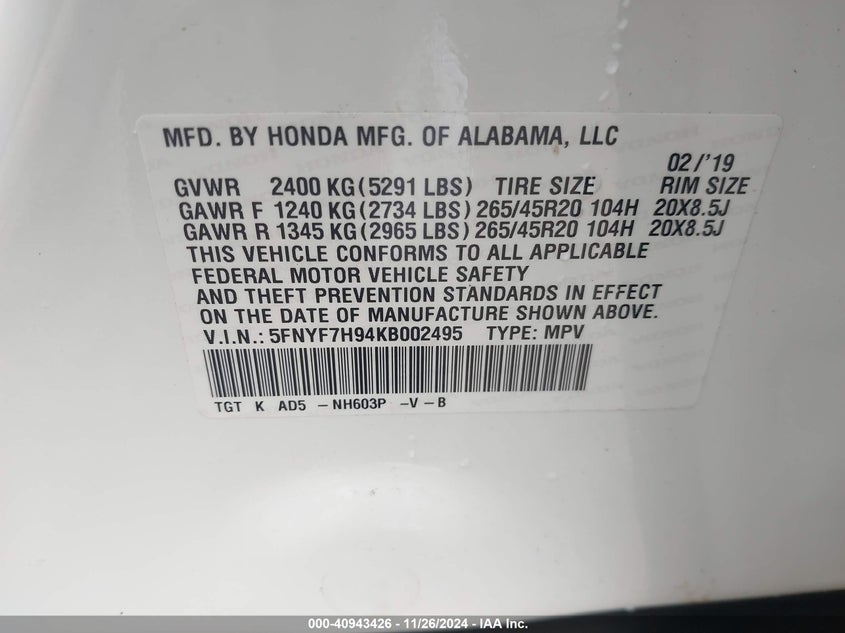 MFD. BY HONDA MFG. OF ALABAMA, LLC
02/'19
GVWR 2400 KG(5291 LBS) TIRE SIZE RIM SIZE
GAWR F 1240 KG(2734 LBS) 265/45R20 104H 20X8.5J
GAWR R 1345 KG(2965 LBS) 265/45R20 104H 20X8.5J
THIS VEHICLE CONFORMS TO ALL APPLICABLE
FEDERAL MOTOR VEHICLE SAFETY
AND THEFT PREVENTION STANDARDS IN EFFECT
ON THE DATE OF MANUFACTURE SHOWN ABOVE.
V.I.N.: 5FNYF7H94KB002495 TYPE: MPV
TGT K AD5 -NH603P -V-B
000-40943426 - 11/26/2024 - IAA Inc.